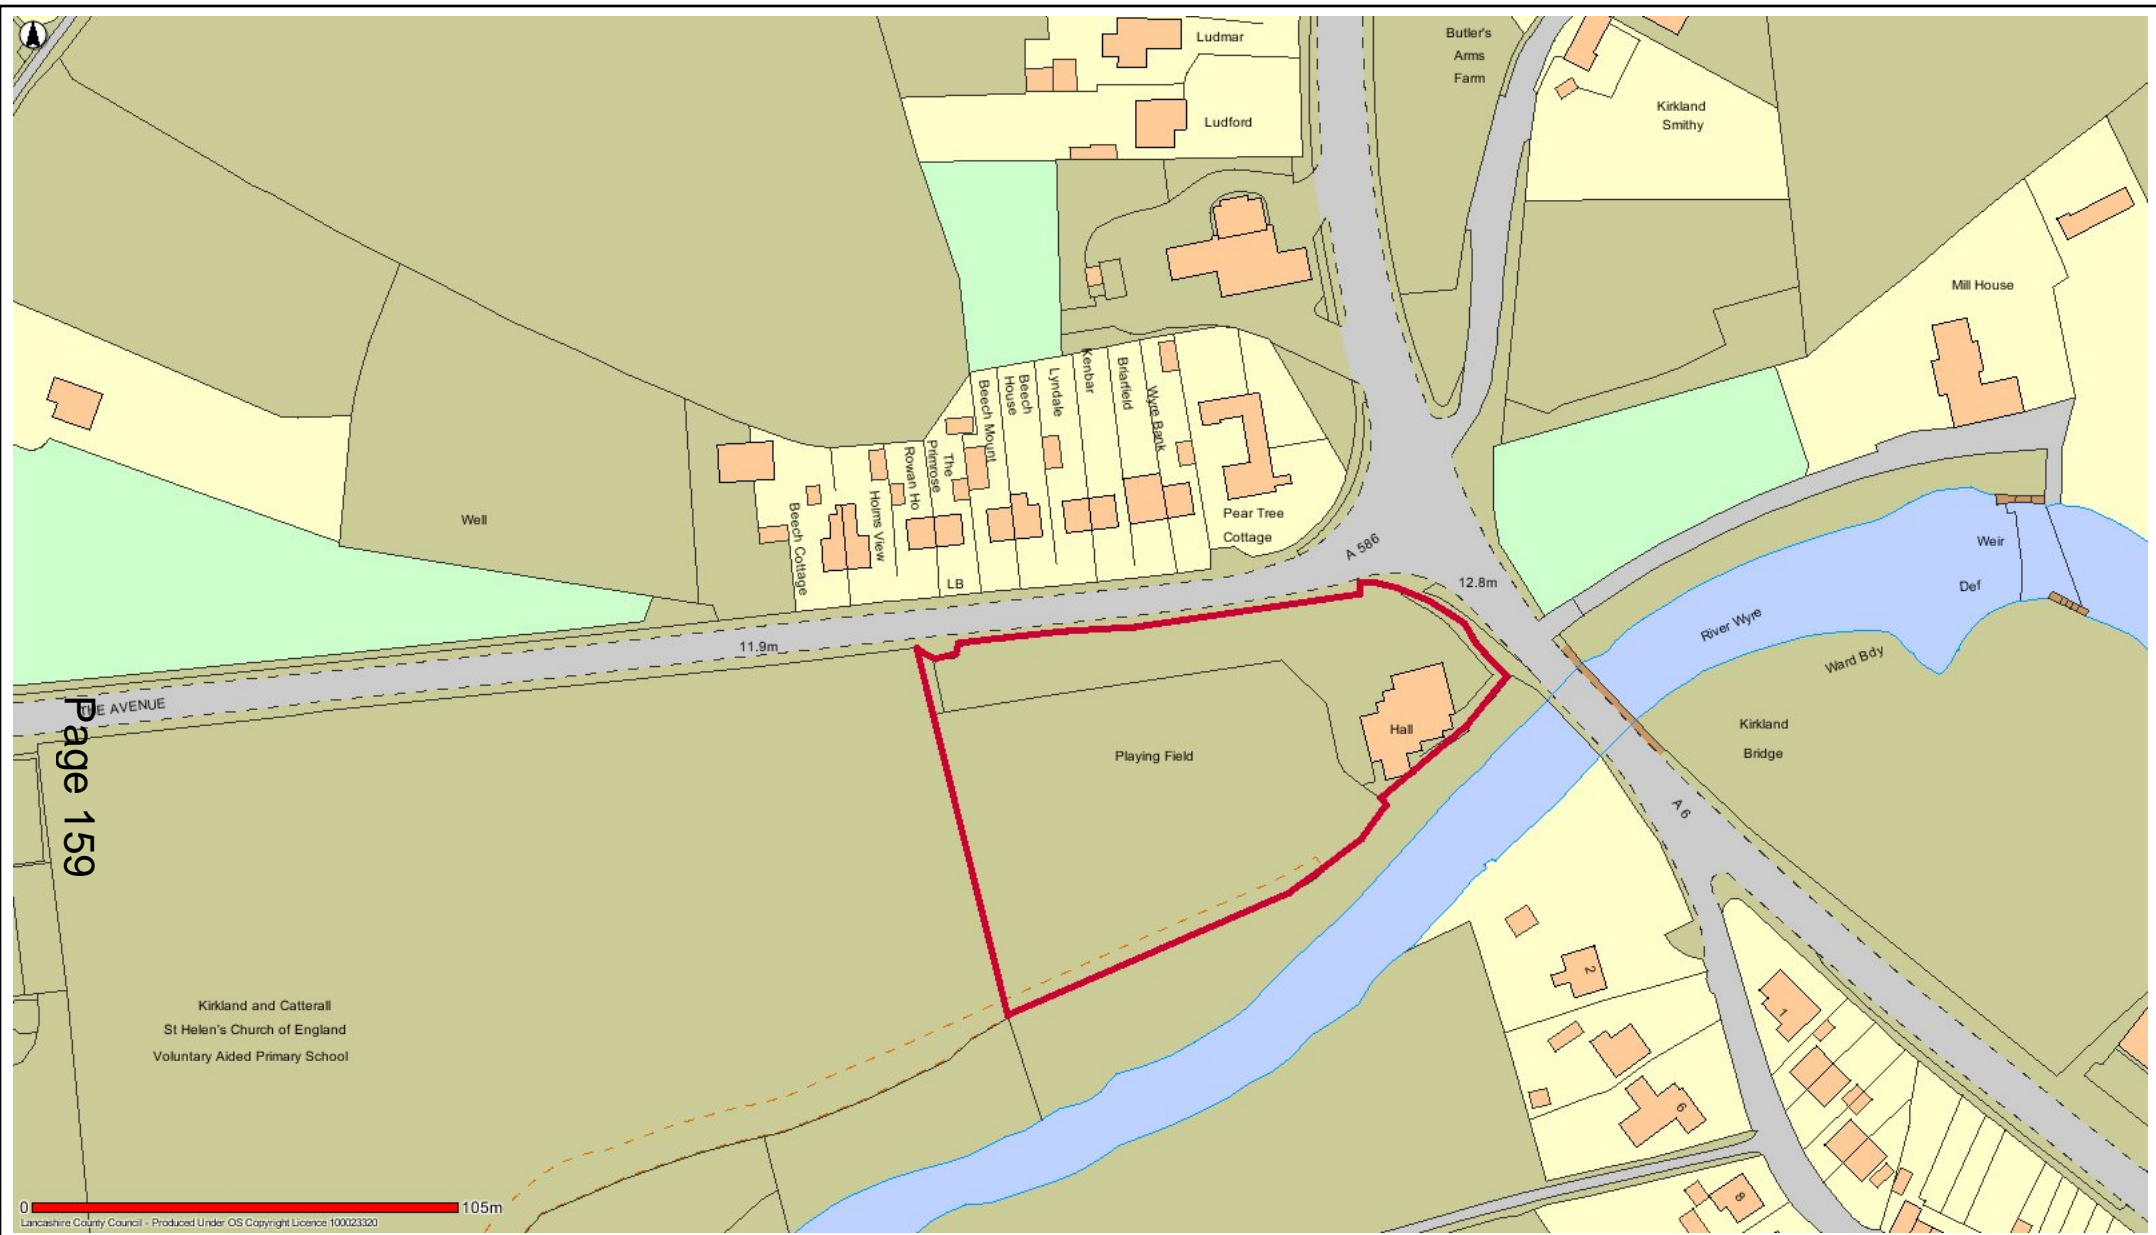 Ludmar
Butler's
Arms
Farm
Kirkland
Smithy
Ludford
Mill House
Kenbar
Briarfield
Wyre Bank
Lyndale
Beech
House
Beech Mount
The
Primrose
Rowan Ho
Holms View
Beech Cottage
Well
Pear Tree
Cottage
LB
A 586
12.8m
Weir
Def
River Wyre
Ward Bdy
11.9m
THE AVENUE
Page 159
Hall
Playing Field
Kirkland
Bridge
A 6
2
1
6
8
Kirkland and Catterall
St Helen's Church of England
Voluntary Aided Primary School
0
105m
Lancashire County Council - Produced Under OS Copyright Licence 100023320